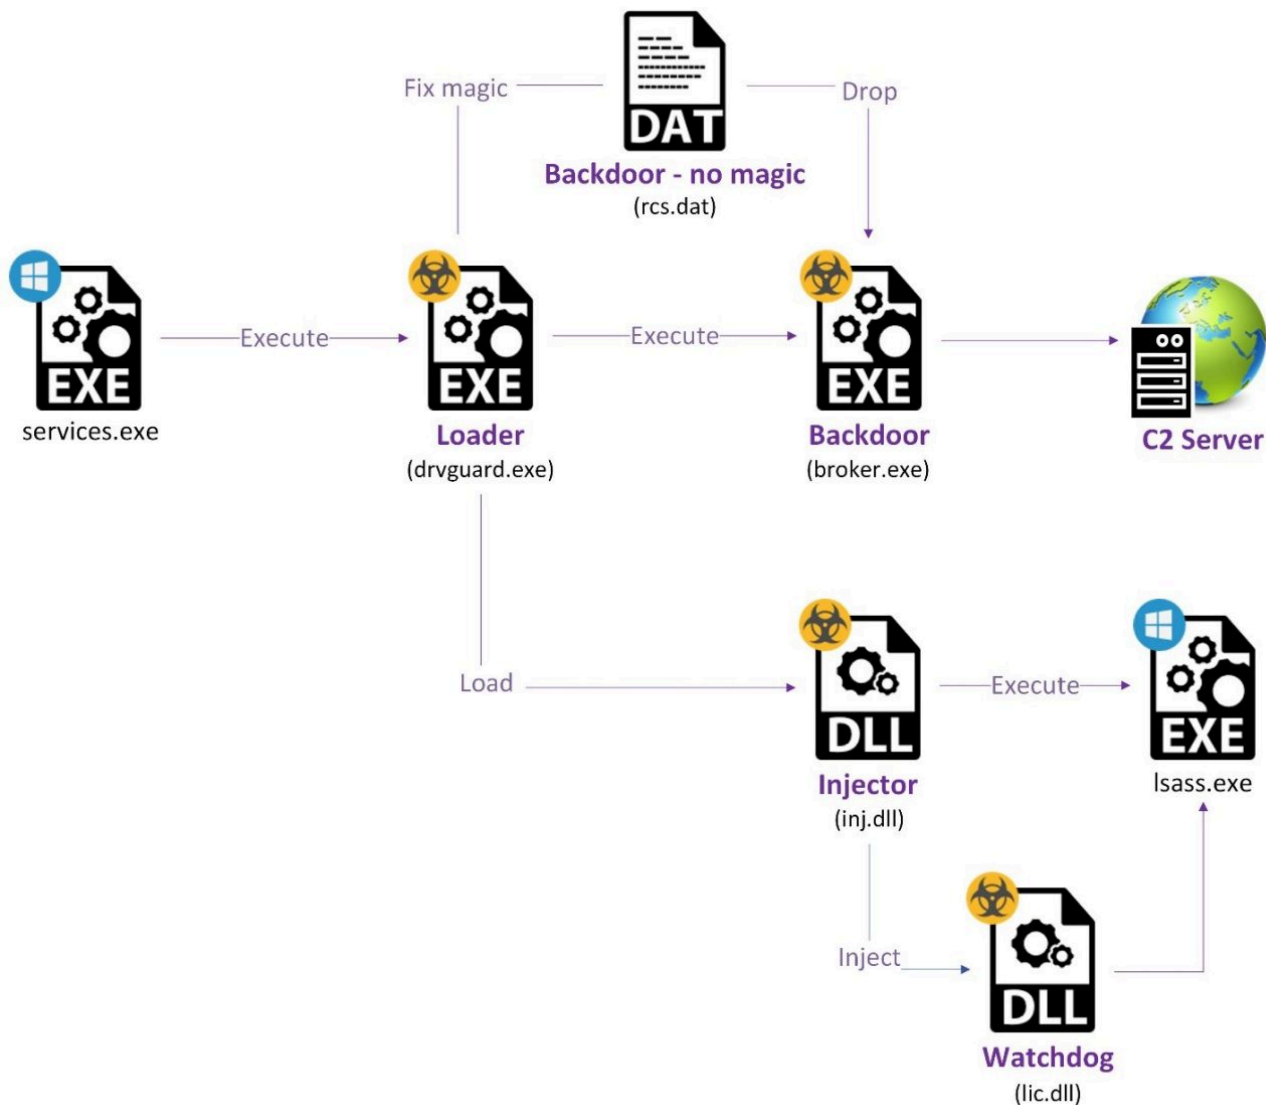 Fix magic
DAT
Drop
Backdoor - no magic
(rcs.dat)
EXE
services.exe
Execute
EXE
Loader
(drvguard.exe)
Execute
EXE
Backdoor
(broker.exe)
C2 Server
Load
DLL
Injector
(inj.dll)
Execute
EXE
lsass.exe
Inject
DLL
Watchdog
(lic.dll)